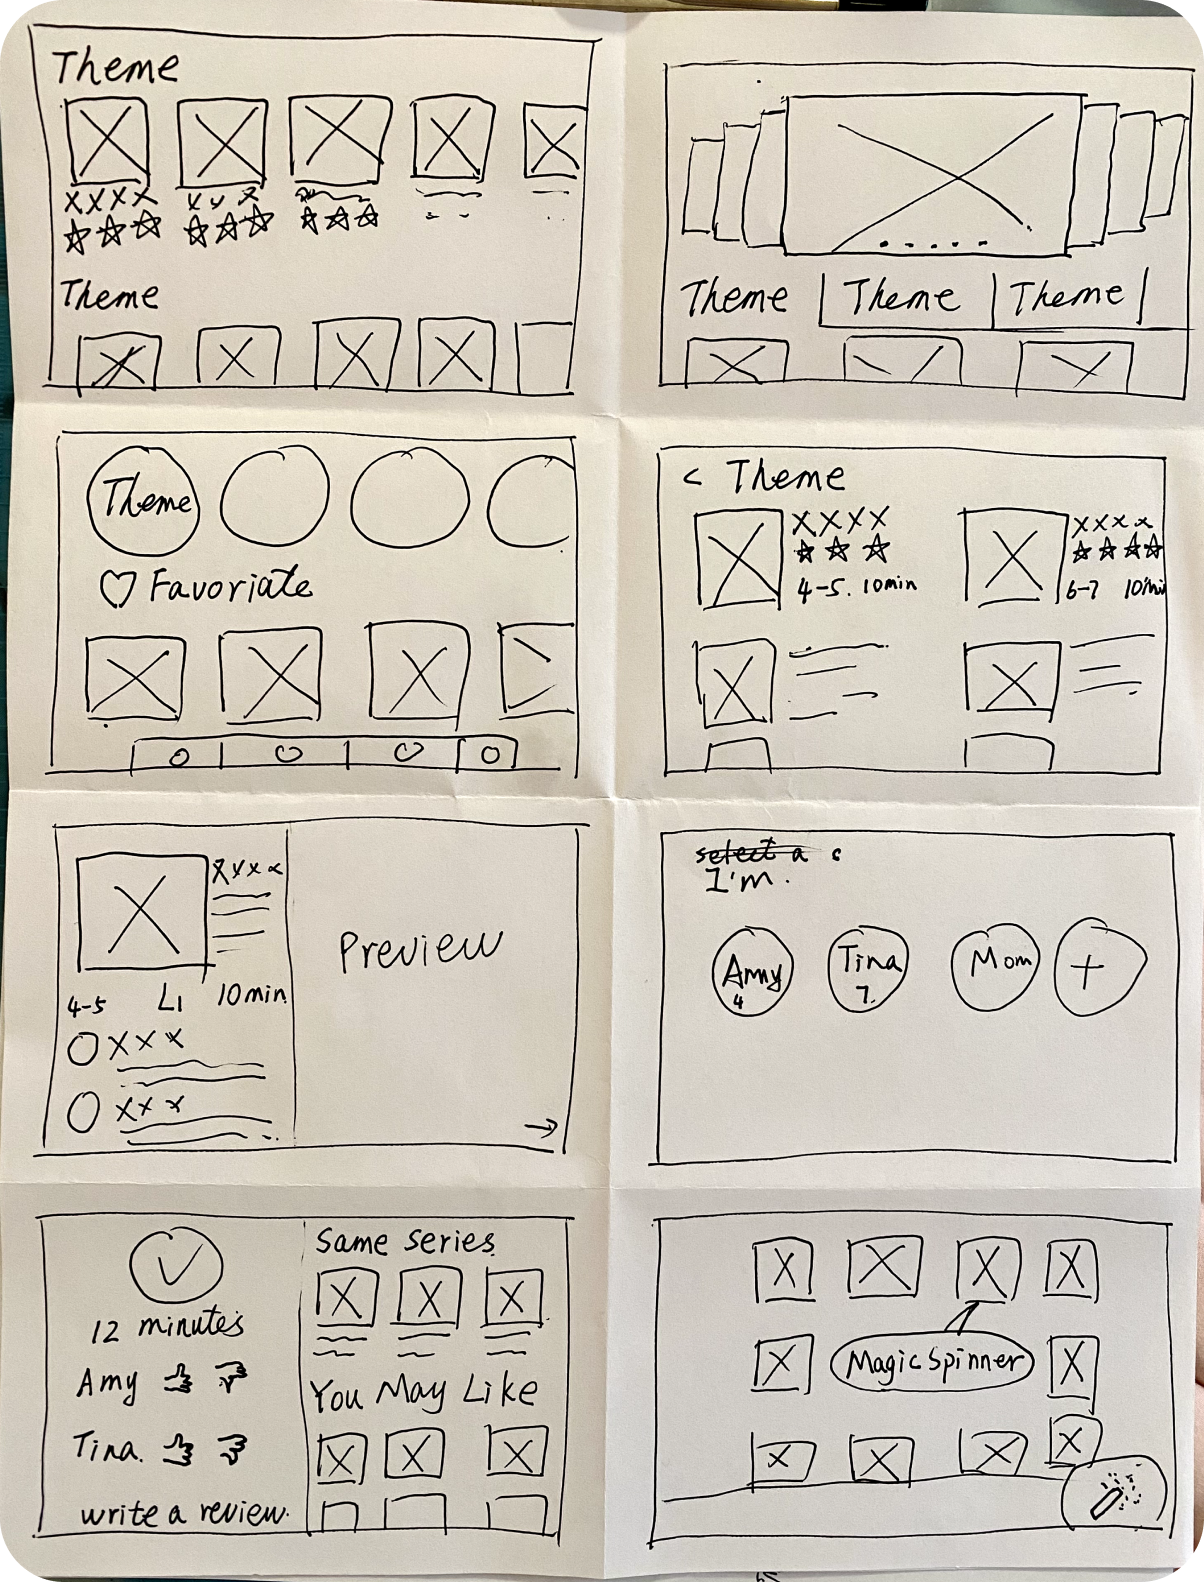 Theme
xxxx
xxx
Theme
Theme | Theme | Theme
Theme
Favoriate
< Theme
xxxx
xxxx
4-5. 10min
6-7 10min
xxxx
Preview
4-5 L1 10min
xxx
xxx
select a c
I'm.
Amy
4
Tina
7.
Mom
+
12 minutes
Amy
Tina.
write a review.
Same series
You May Like
Magic Spinner